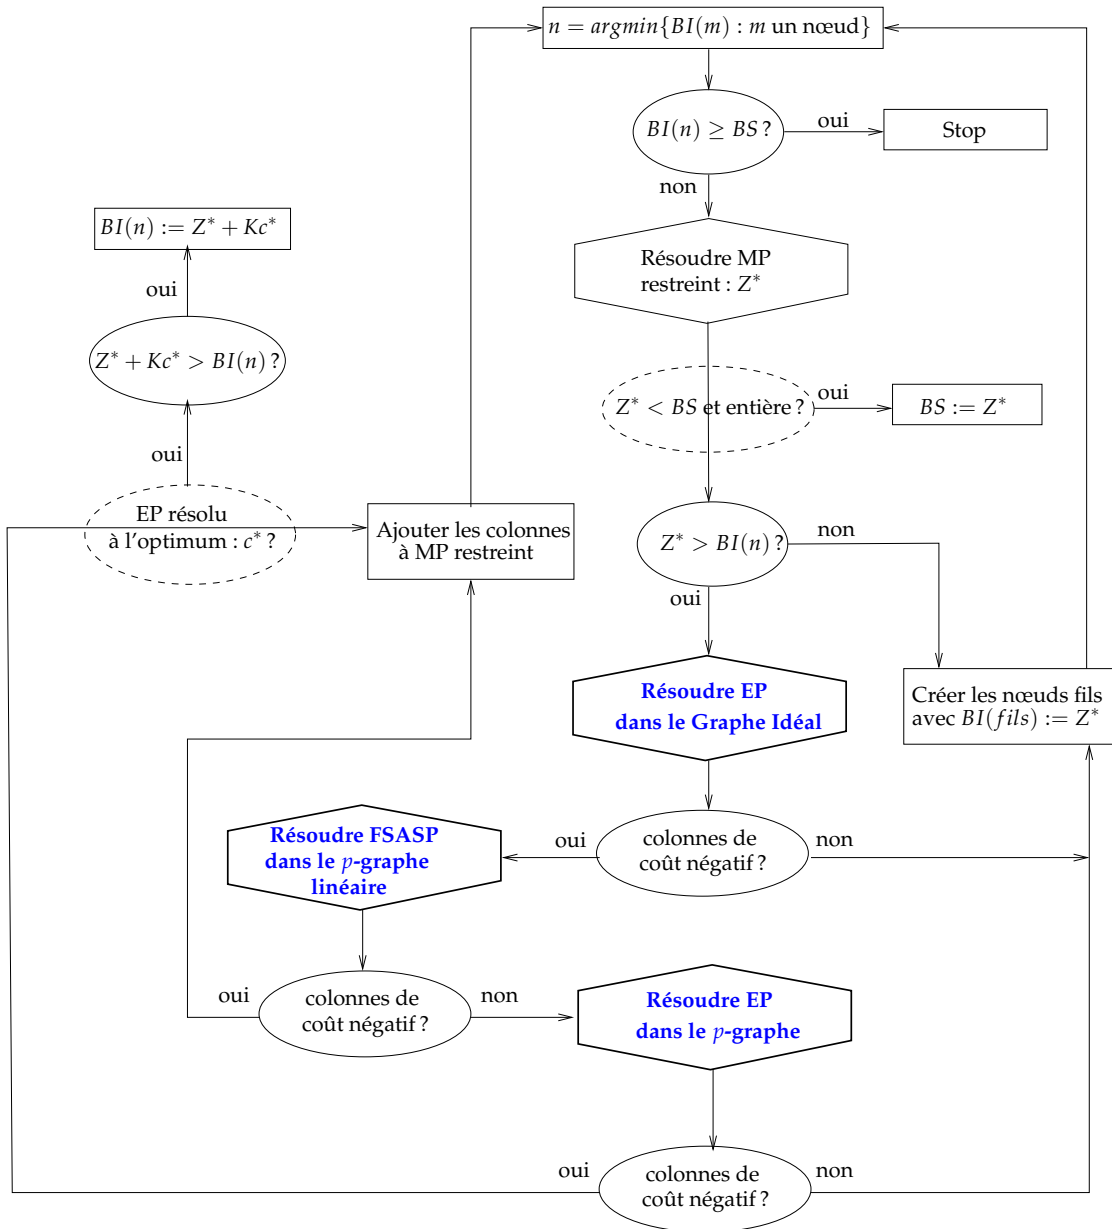 n = argmin{BI(m) : m un nœud}
BI(n) ≥ BS ?
oui
Stop
non
BI(n) := Z* + Kc*
Résoudre MP
restreint : Z*
oui
Z* + Kc* > BI(n) ?
Z* < BS et entière ?
oui
BS := Z*
oui
EP résolu
à l'optimum : c* ?
Ajouter les colonnes
à MP restreint
Z* > BI(n) ?
non
oui
Résoudre EP
dans le Graphe Idéal
Créer les nœuds fils
avec BI(fils) := Z*
Résoudre FSASP
dans le p-graphe
linéaire
oui
colonnes de
coût négatif ?
non
oui
colonnes de
coût négatif ?
non
Résoudre EP
dans le p-graphe
oui
colonnes de
coût négatif ?
non